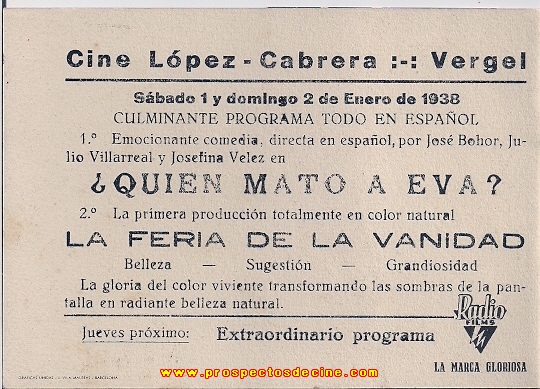 Cine López - Cabrera :-: Vergel
Sábado 1 y domingo 2 de Enero de 1938
CULMINANTE PROGRAMA TODO EN ESPAÑOL
1.º Emocionante comedia, directa en español, por José Bohor, Ju-
lio Villarreal y Josefina Velez en
¿QUIEN MATO A EVA?
2.º La primera producción totalmente en color natural
LA FERIA DE LA VANIDAD
Belleza — Sugestión — Grandiosidad
La gloria del color viviente transformando las sombras de la pan-
talla en radiante belleza natural.
Radio
FILMS
Jueves próximo: Extraordinario programa
LA MARCA GLORIOSA
GRAFICAS UNIDAS BARCELONA
www.prospectosdecine.com